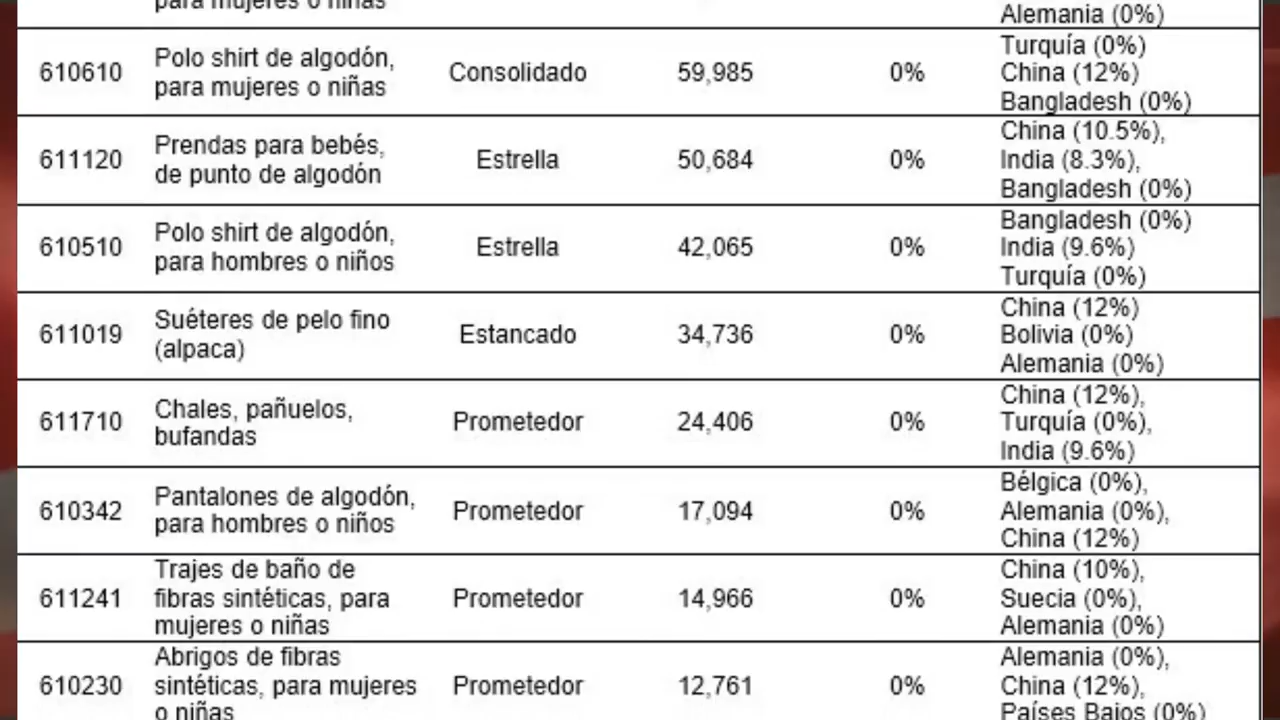 para mujeres o niñas
Alemania (0%)
610610
Polo shirt de algodón,
para mujeres o niñas
Consolidado
59,985
0%
Turquía (0%)
China (12%)
Bangladesh (0%)
611120
Prendas para bebés,
de punto de algodón
Estrella
50,684
0%
China (10.5%),
India (8.3%),
Bangladesh (0%)
610510
Polo shirt de algodón,
para hombres o niños
Estrella
42,065
0%
Bangladesh (0%)
India (9.6%)
Turquía (0%)
611019
Suéteres de pelo fino
(alpaca)
Estancado
34,736
0%
China (12%)
Bolivia (0%)
Alemania (0%)
611710
Chales, pañuelos,
bufandas
Prometedor
24,406
0%
China (12%),
Turquía (0%),
India (9.6%)
610342
Pantalones de algodón,
para hombres o niños
Prometedor
17,094
0%
Bélgica (0%),
Alemania (0%),
China (12%)
611241
Trajes de baño de
fibras sintéticas, para
mujeres o niñas
Prometedor
14,966
0%
China (10%),
Suecia (0%),
Alemania (0%)
610230
Abrigos de fibras
sintéticas, para mujeres
o niñas
Prometedor
12,761
0%
Alemania (0%),
China (12%),
Países Bajos (0%)